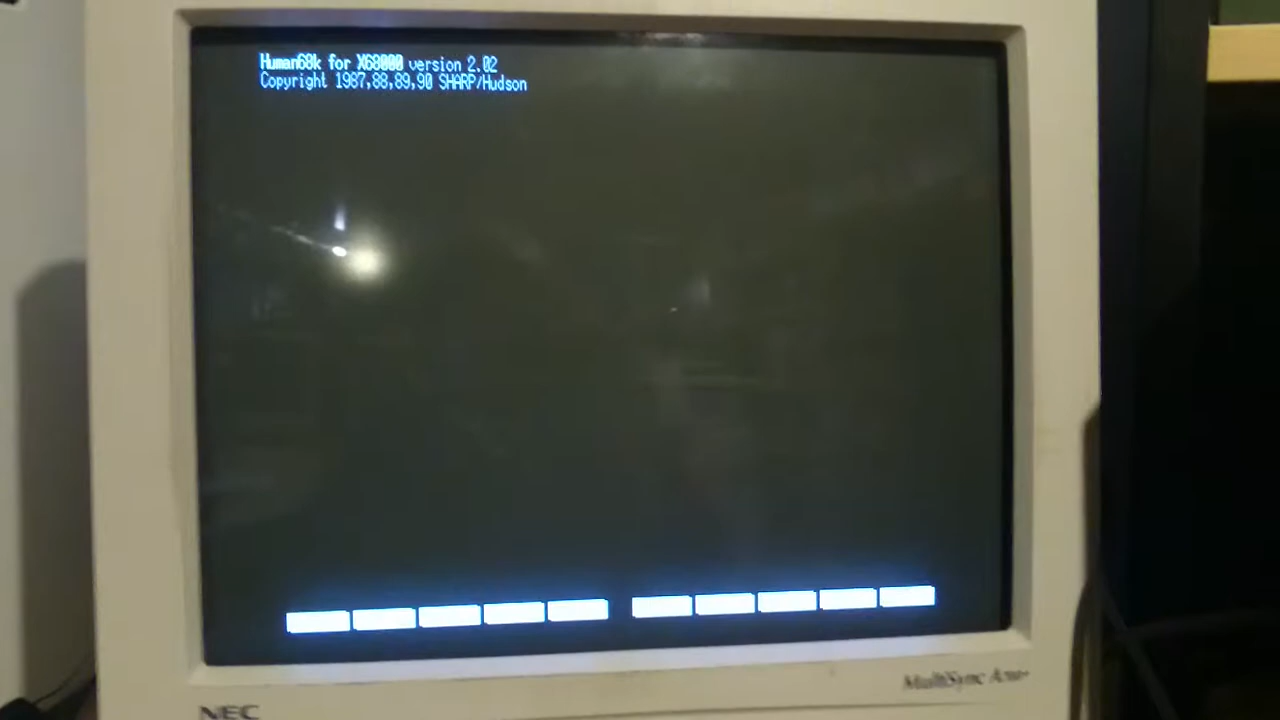 Human68k for X68000 version 2.02
Copyright 1987,88,89,90 SHARP/Hudson
MultiSync
NEC